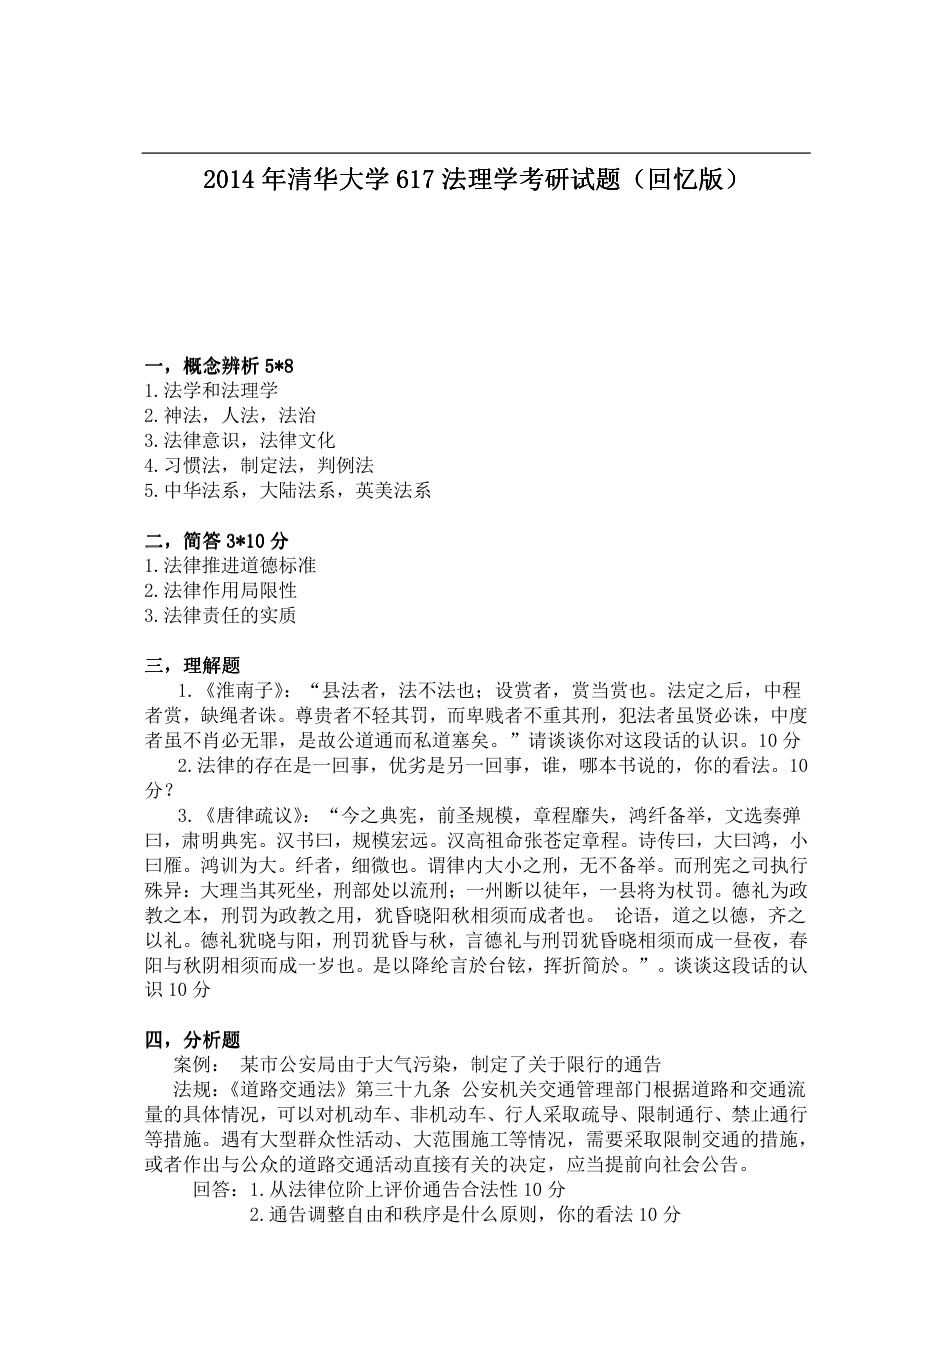 2014 年清华大学 617 法理学考研试题（回忆版）
一，概念辨析 5*8
1.法学和法理学
2.神法，人法，法治
3.法律意识，法律文化
4.习惯法，制定法，判例法
5.中华法系，大陆法系，英美法系
二，简答 3*10 分
1.法律推进道德标准
2.法律作用局限性
3.法律责任的实质
三，理解题
1.《淮南子》：“县法者，法不法也；设赏者，赏当赏也。法定之后，中程
者赏，缺绳者诛。尊贵者不轻其罚，而卑贱者不重其刑，犯法者虽贤必诛，中度
者虽不肖必无罪，是故公道通而私道塞矣。”请谈谈你对这段话的认识。10 分
2.法律的存在是一回事，优劣是另一回事，谁，哪本书说的，你的看法。10
分？
3.《唐律疏议》：“今之典宪，前圣规模，章程靡失，鸿纤备举，文选奏弹
曰，肃明典宪。汉书曰，规模宏远。汉高祖命张苍定章程。诗传曰，大曰鸿，小
曰雁。鸿训为大。纤者，细微也。谓律内大小之刑，无不备举。而刑宪之司执行
殊异：大理当其死坐，刑部处以流刑；一州断以徒年，一县将为杖罚。德礼为政
教之本，刑罚为政教之用，犹昏晓阳秋相须而成者也。 论语，道之以德，齐之
以礼。德礼犹晓与阳，刑罚犹昏与秋，言德礼与刑罚犹昏晓相须而成一昼夜，春
阳与秋阴相须而成一岁也。是以降纶言於台铉，挥折简於。”。谈谈这段话的认
识 10 分
四，分析题
案例： 某市公安局由于大气污染，制定了关于限行的通告
法规：《道路交通法》第三十九条 公安机关交通管理部门根据道路和交通流
量的具体情况，可以对机动车、非机动车、行人采取疏导、限制通行、禁止通行
等措施。遇有大型群众性活动、大范围施工等情况，需要采取限制交通的措施，
或者作出与公众的道路交通活动直接有关的决定，应当提前向社会公告。
回答：1.从法律位阶上评价通告合法性 10 分
2.通告调整自由和秩序是什么原则，你的看法 10 分